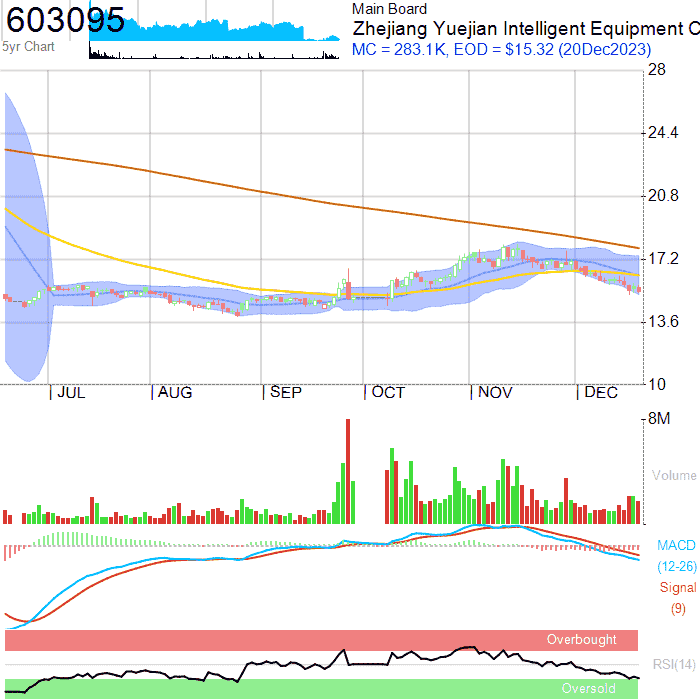 603095
5yr Chart
Main Board
Zhejiang Yuejian Intelligent Equipment C
MC = 283.1K, EOD = $15.32 (20Dec2023)
28
24.4
20.8
17.2
13.6
10
JUL
AUG
SEP
OCT
NOV
DEC
8M
Volume
MACD
(12-26)
Signal
(9)
Overbought
RSI(14)
Oversold